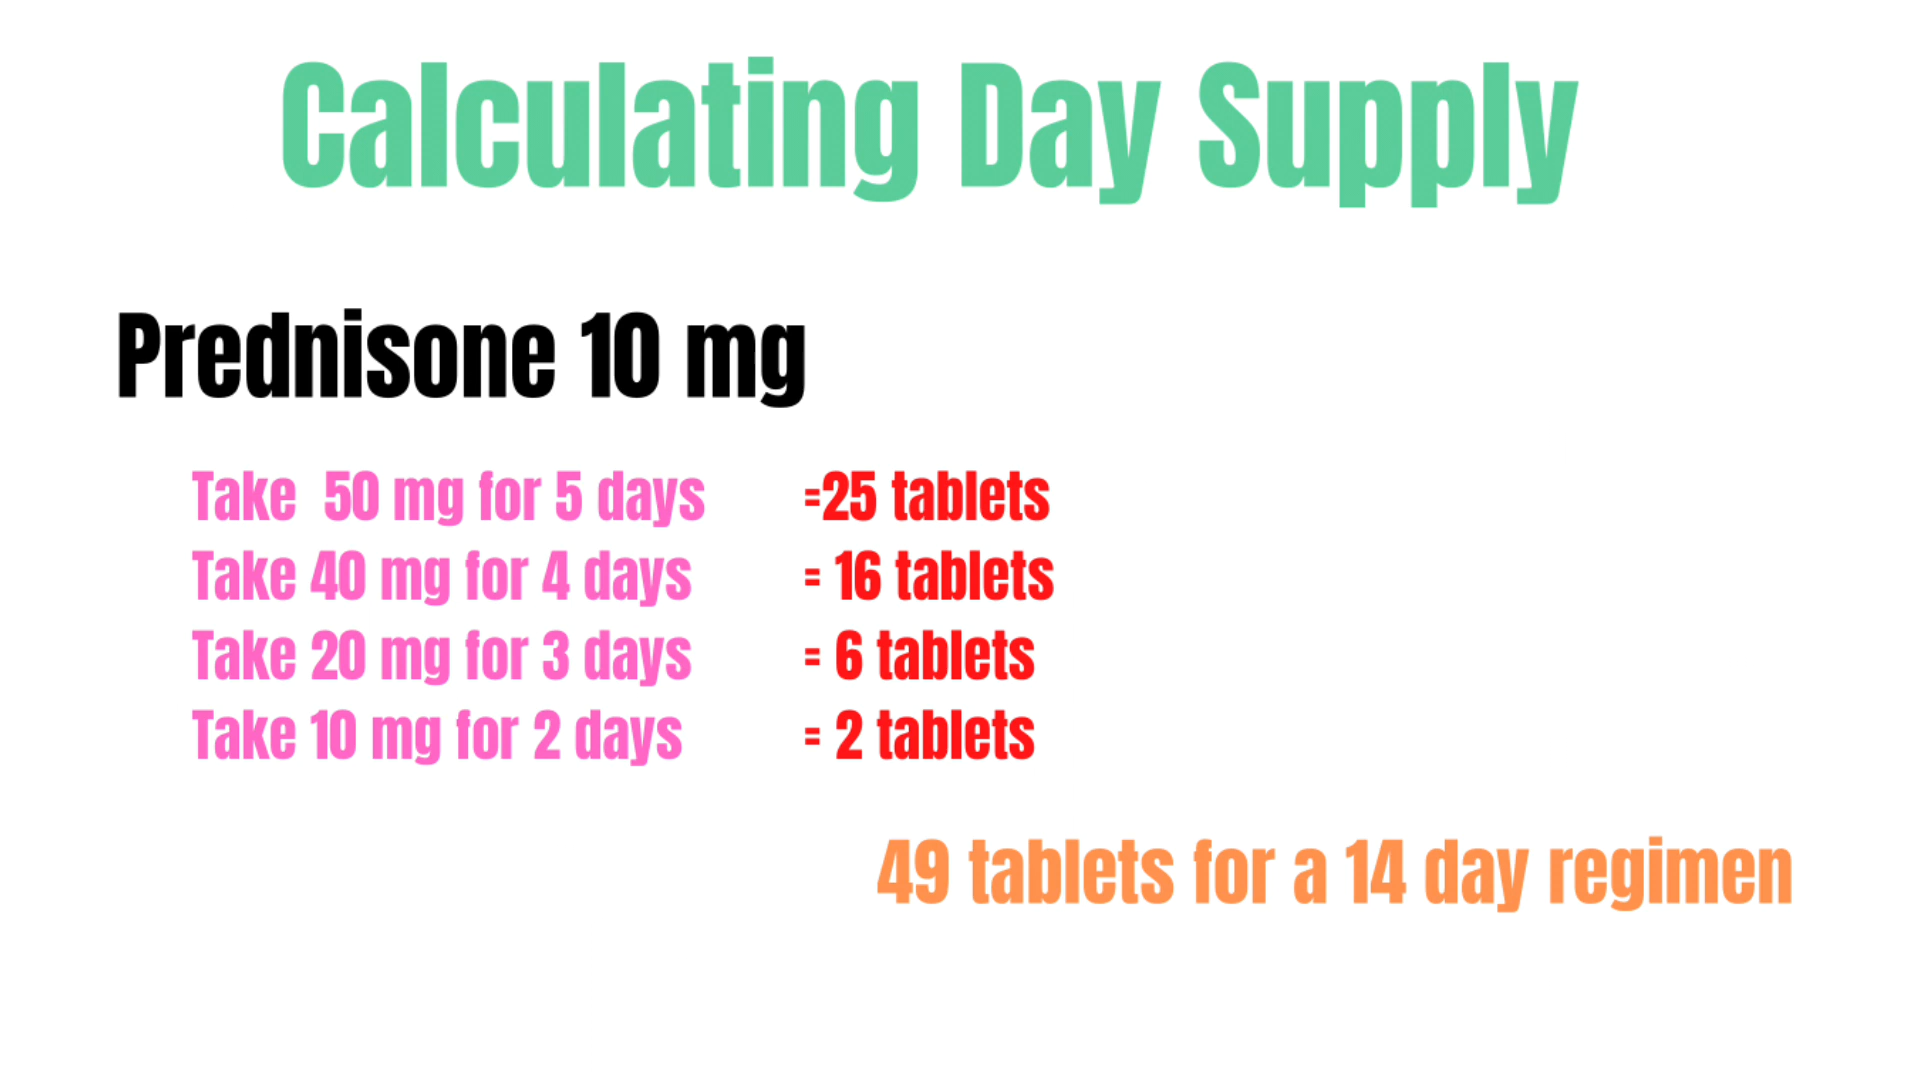 Calculating Day Supply
Prednisone 10 mg
Take 50 mg for 5 days =25 tablets
Take 40 mg for 4 days = 16 tablets
Take 20 mg for 3 days = 6 tablets
Take 10 mg for 2 days = 2 tablets
49 tablets for a 14 day regimen